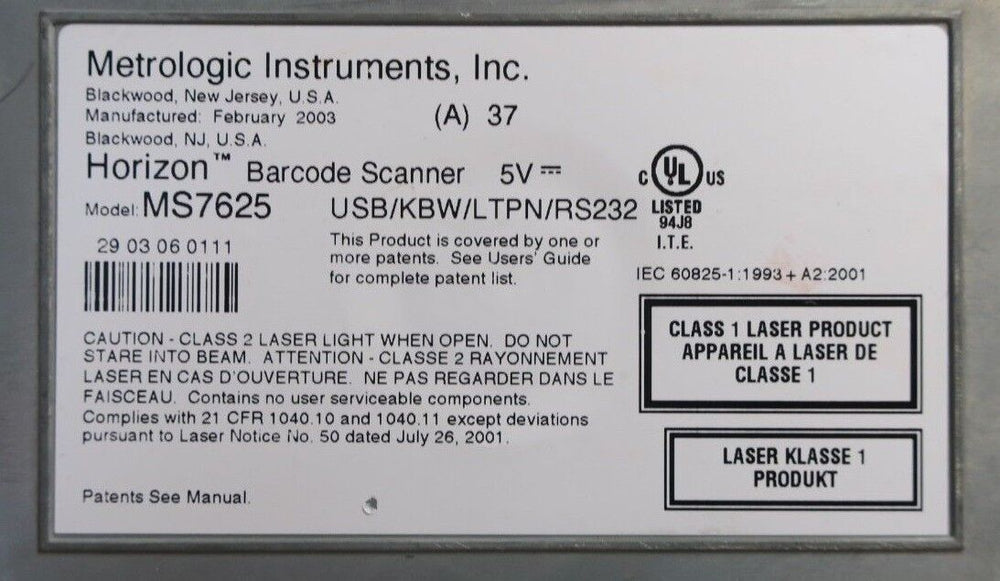 Metrologic Instruments, Inc.
Blackwood, New Jersey, U.S.A.
Manufactured: February 2003
(A) 37
Blackwood, NJ, U.S.A.
Horizon™ Barcode Scanner 5V ⎓
Model: MS7625 USB/KBW/LTPN/RS232
c UL US
LISTED
94J8
I.T.E.
29 03 06 0111
This Product is covered by one or
more patents. See Users' Guide
for complete patent list.
IEC 60825-1:1993 + A2:2001
CAUTION - CLASS 2 LASER LIGHT WHEN OPEN. DO NOT
STARE INTO BEAM. ATTENTION - CLASSE 2 RAYONNEMENT
LASER EN CAS D'OUVERTURE. NE PAS REGARDER DANS LE
FAISCEAU. Contains no user serviceable components.
Complies with 21 CFR 1040.10 and 1040.11 except deviations
pursuant to Laser Notice No. 50 dated July 26, 2001.
CLASS 1 LASER PRODUCT
APPAREIL A LASER DE
CLASSE 1
LASER KLASSE 1
PRODUKT
Patents See Manual.